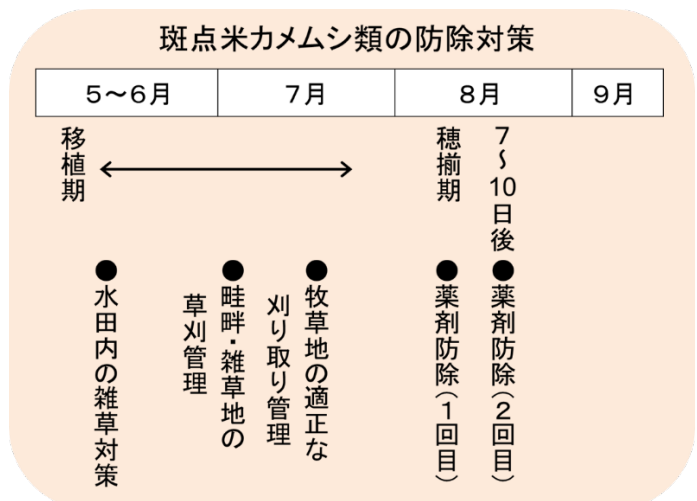 斑点米カメムシ類の防除対策
5～6月
7月
8月
9月
移植期
穂揃期
7～10日後
●水田内の雑草対策
●畦畔・雑草地の
草刈管理
●牧草地の適正な
刈り取り管理
●薬剤防除(1回目)
●薬剤防除(2回目)